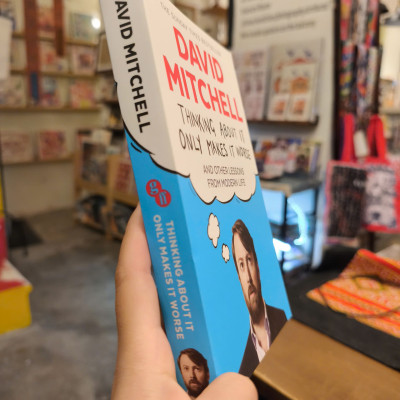 DAVID
MITCHELL
THINKING ABOUT IT
ONLY MAKES IT WORSE
AND OTHER LESSONS
FROM MODERN LIFE
DAVID MITCHELL
THINKING ABOUT IT
ONLY MAKES IT WORSE